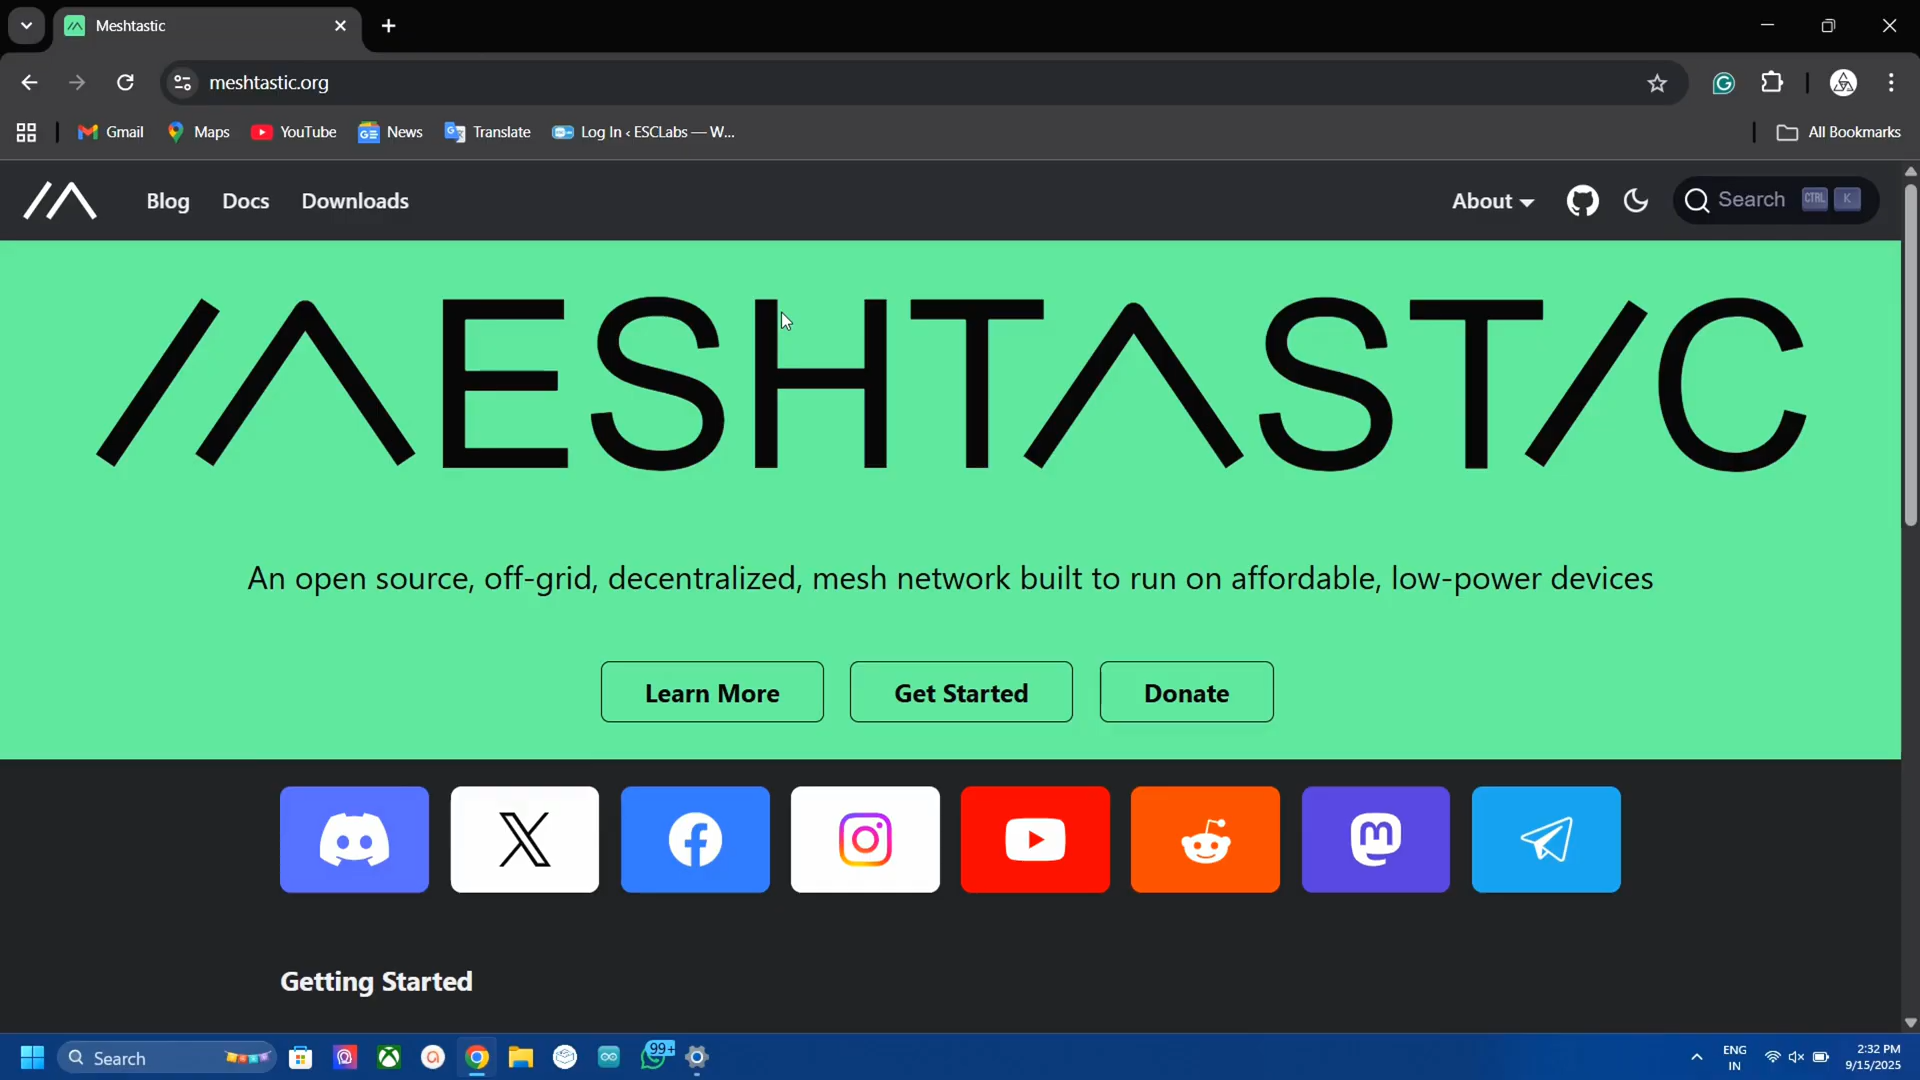 Meshtastic
meshtastic.org
Gmail
Maps
YouTube
News
Translate
Log In ‹ ESCLabs — W...
All Bookmarks
Blog
Docs
Downloads
About
Search
CTRL
K
MESHTASTIC
An open source, off-grid, decentralized, mesh network built to run on affordable, low-power devices
Learn More
Get Started
Donate
Getting Started
Search
99+
ENG
IN
2:32 PM
9/15/2025